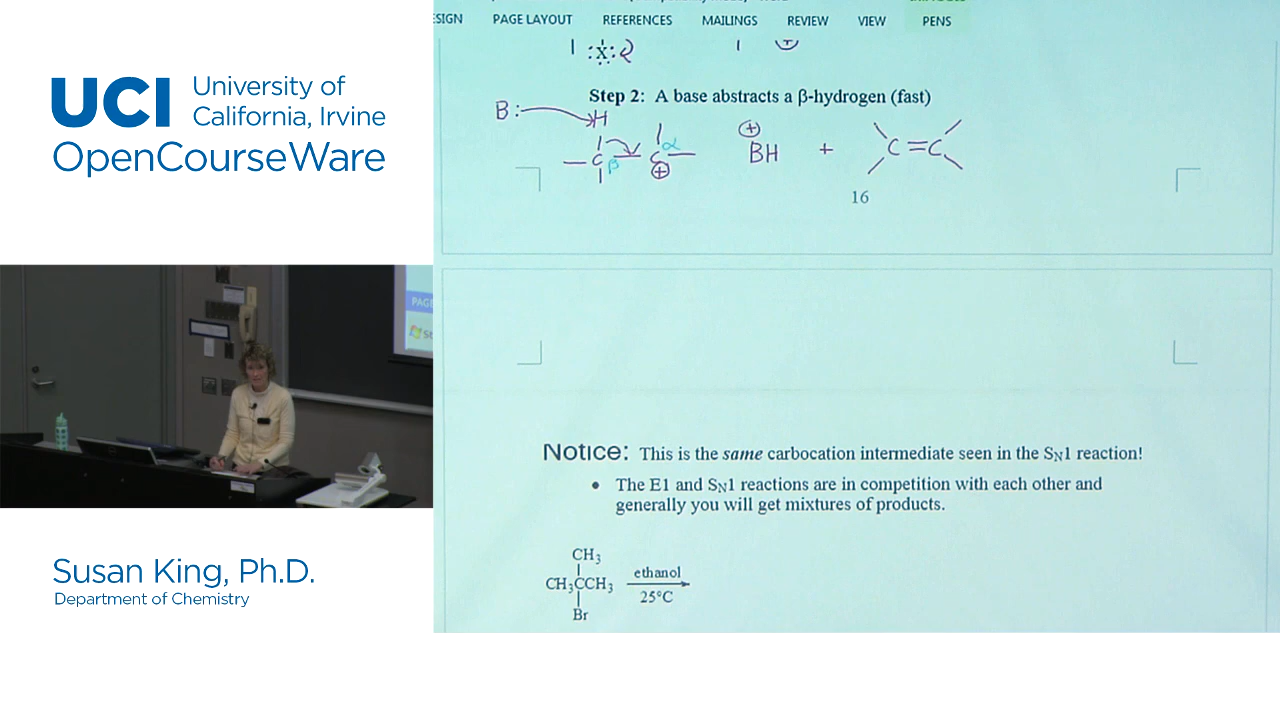 UCI University of
California, Irvine
OpenCourseWare
PAGE
Susan King, Ph.D.
Department of Chemistry
PAGE LAYOUT REFERENCES MAILINGS REVIEW VIEW PENS
Step 2: A base abstracts a β-hydrogen (fast)
B: H
C β C α ⊕ ⊕ BH + C=C
16
Notice: This is the same carbocation intermediate seen in the SN1 reaction!
• The E1 and SN1 reactions are in competition with each other and
generally you will get mixtures of products.
CH3
CH3CCH3 ethanol
25°C
Br